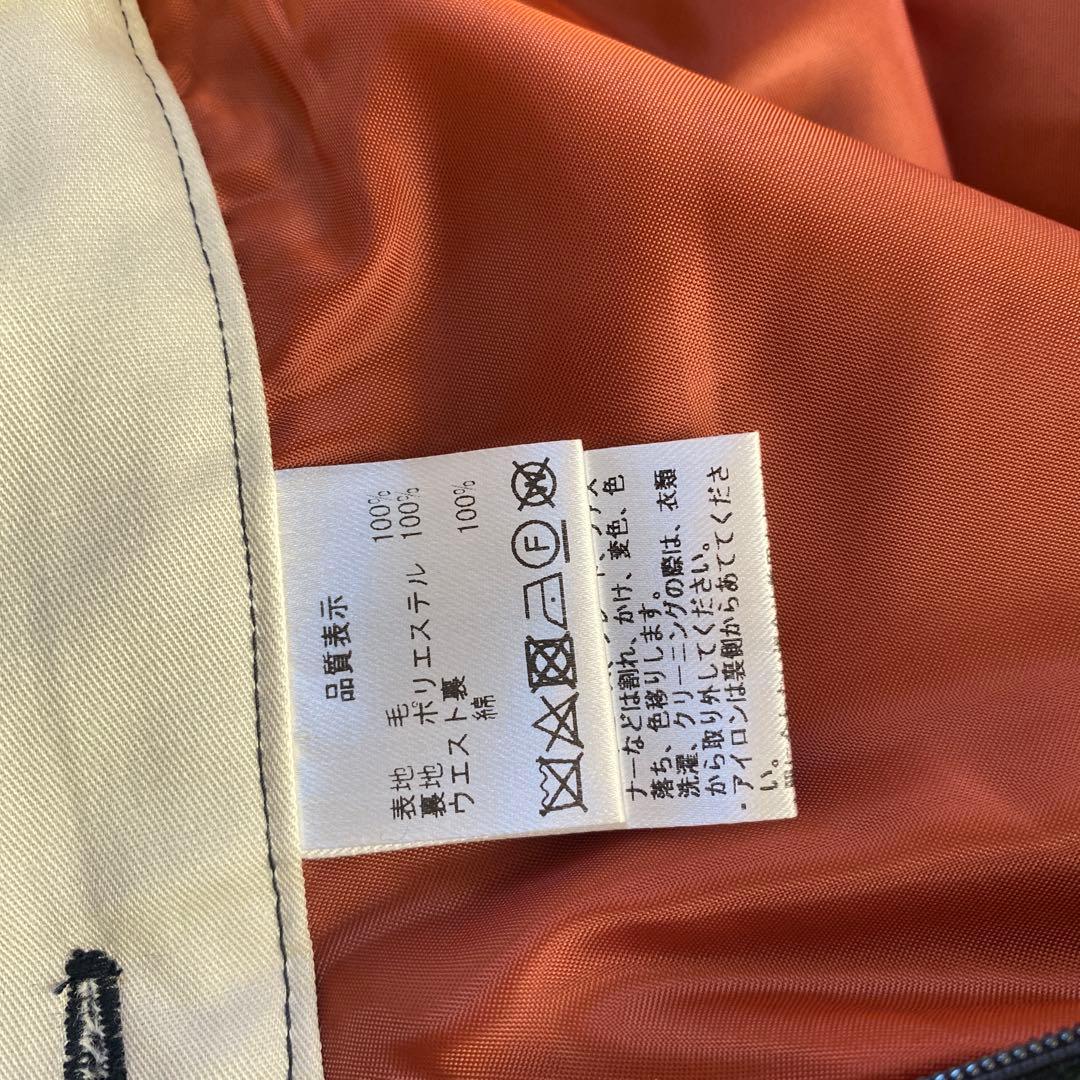 品質表示
表地 毛 100%
裏地 ポリエステル 100%
ウエスト裏
綿 100%
F
W
ナーなどは割れ、かけ、変色、色
落ち、色移りします。
洗濯、クリーニングの際は、衣類
から取り外してください。
・アイロンは裏側からあててくださ
い。